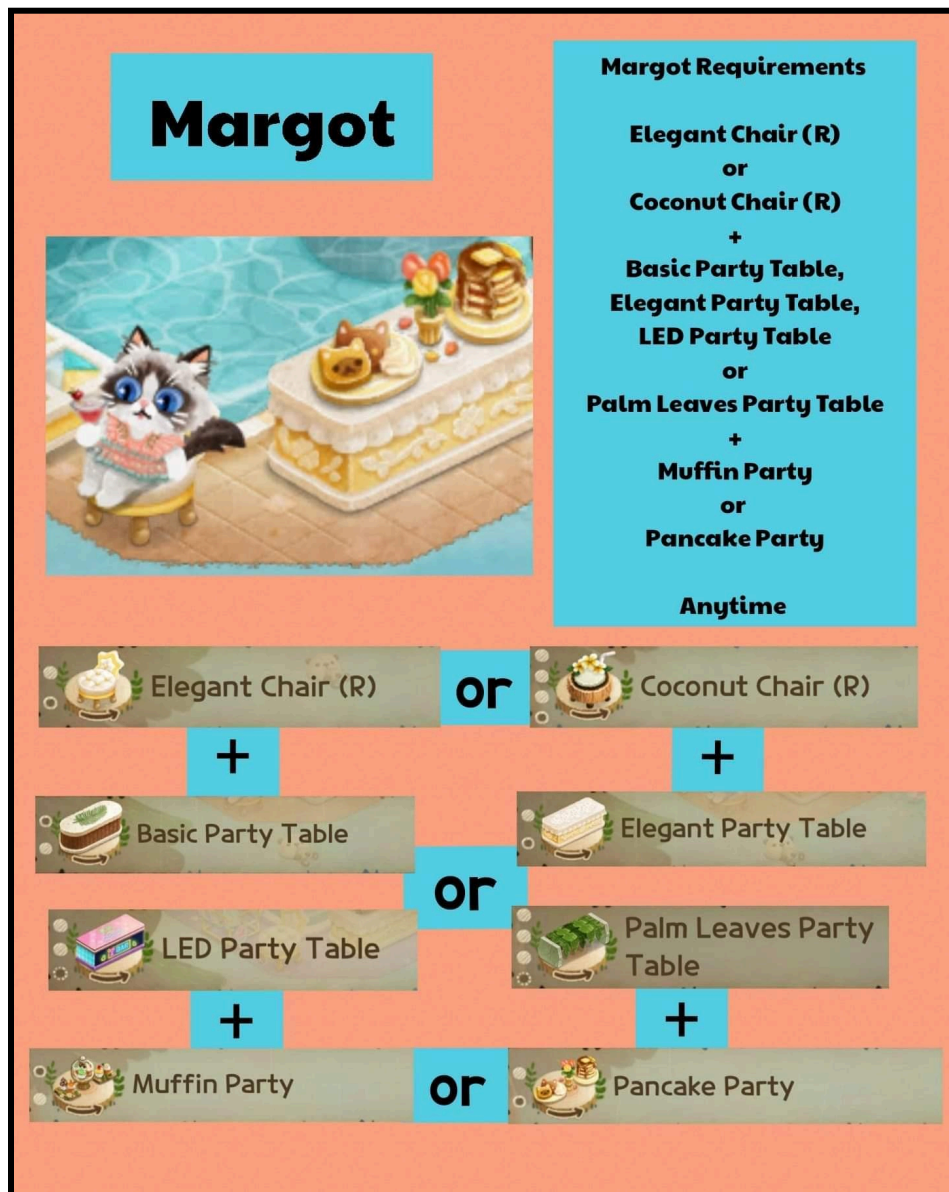 Margot
Margot Requirements
Elegant Chair (R)
or
Coconut Chair (R)
+
Basic Party Table,
Elegant Party Table,
LED Party Table
or
Palm Leaves Party Table
+
Muffin Party
or
Pancake Party
Anytime
Elegant Chair (R)
or
Coconut Chair (R)
+
+
Basic Party Table
Elegant Party Table
or
LED Party Table
Palm Leaves Party
Table
+
+
Muffin Party
or
Pancake Party